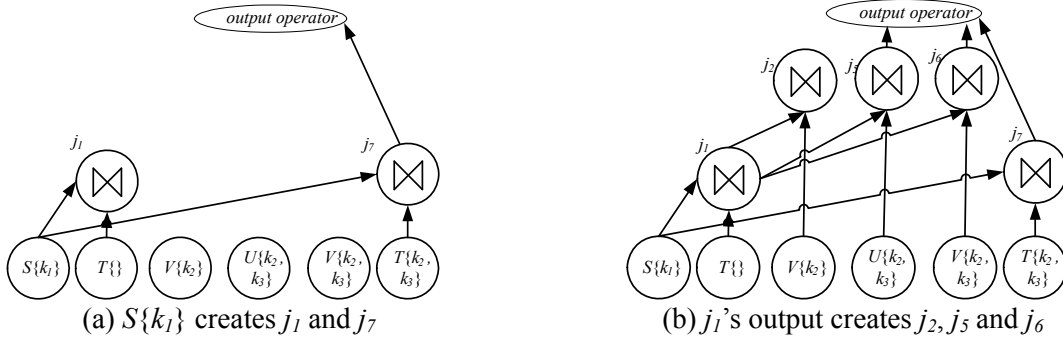 output operator
j₁
j₇
S{k₁}
T{}
V{k₂}
U{k₂,
k₃}
V{k₂,
k₃}
T{k₂,
k₃}
(a) S{k₁} creates j₁ and j₇
output operator
j₂
j₅
j₆
j₁
j₇
S{k₁}
T{}
V{k₂}
U{k₂,
k₃}
V{k₂,
k₃}
T{k₂,
k₃}
(b) j₁’s output creates j₂, j₅ and j₆